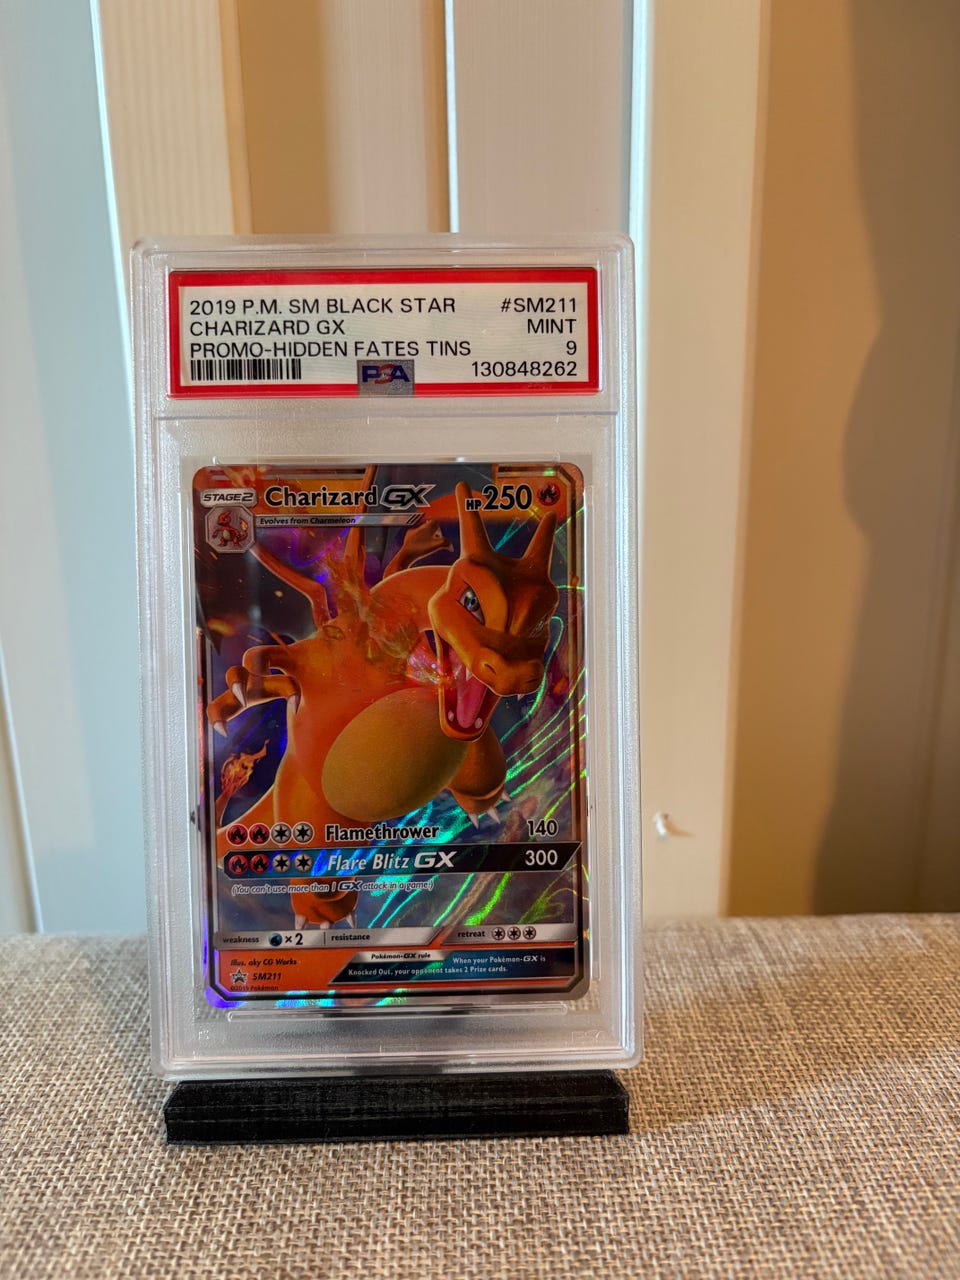 2019 P.M. SM BLACK STAR #SM211
CHARIZARD GX MINT
PROMO-HIDDEN FATES TINS 9
PSA 130848262
STAGE 2 Charizard GX HP 250
Evolves from Charmeleon
Flamethrower 140
Flare Blitz GX 300
(You can't use more than 1 GX attack in a game.)
weakness ×2 resistance retreat
Illus. aky CG Works
Pokémon-GX rule When your Pokémon-GX is
Knocked Out, your opponent takes 2 Prize cards.
SM211
©2019 Pokémon